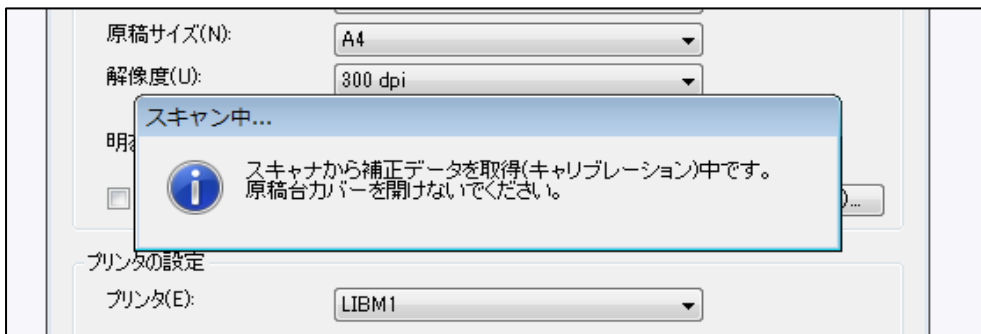 原稿サイズ(N):
A4
解像度(U):
300 dpi
スキャン中...
明
スキャナから補正データを取得(キャリブレーション)中です。
原稿台カバーを開けないでください。
)...
プリンタの設定
プリンタ(E):
LIBM1